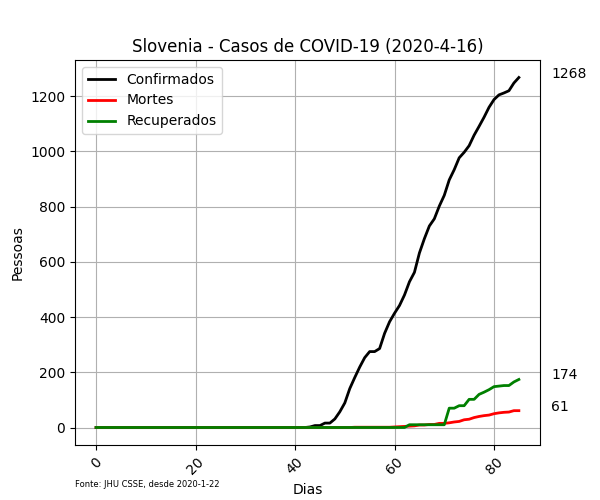 Slovenia - Casos de COVID-19 (2020-4-16)
Confirmados
Mortes
Recuperados
1268
174
61
Pessoas
1200
1000
800
600
400
200
0
0
20
40
60
80
Dias
Fonte: JHU CSSE, desde 2020-1-22